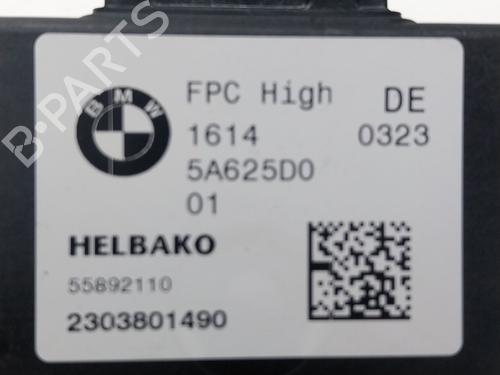 BMW
FPC High DE
1614 0323
5A625D0
01
HELBAKO
55892110
2303801490
B-PARTS